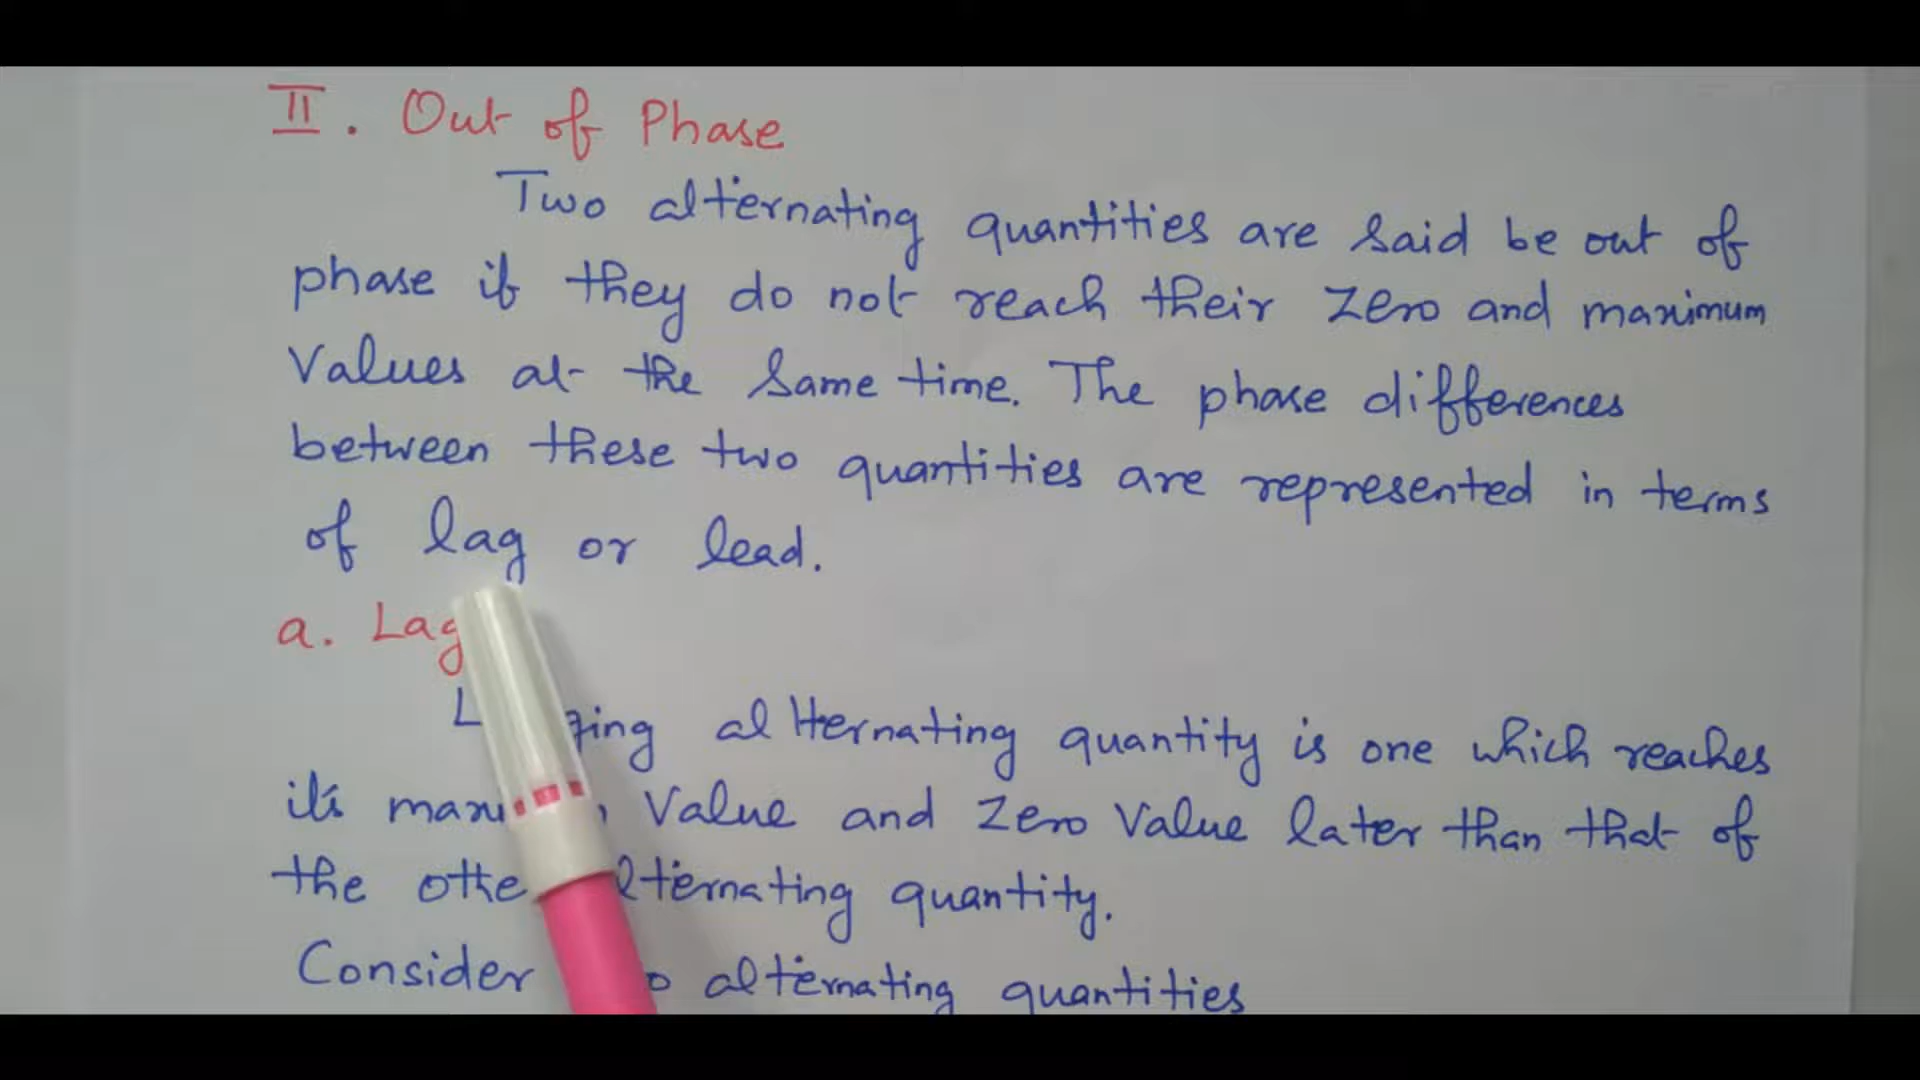 II. Out of Phase
Two alternating quantities are said be out of
phase if they do not reach their zero and maximum
values at the same time. The phase differences
between these two quantities are represented in terms
of lag or lead.
a. Lag
alternating quantity is one which reaches
its value and zero value later than that of
the quantity.
Consider alternating quantities